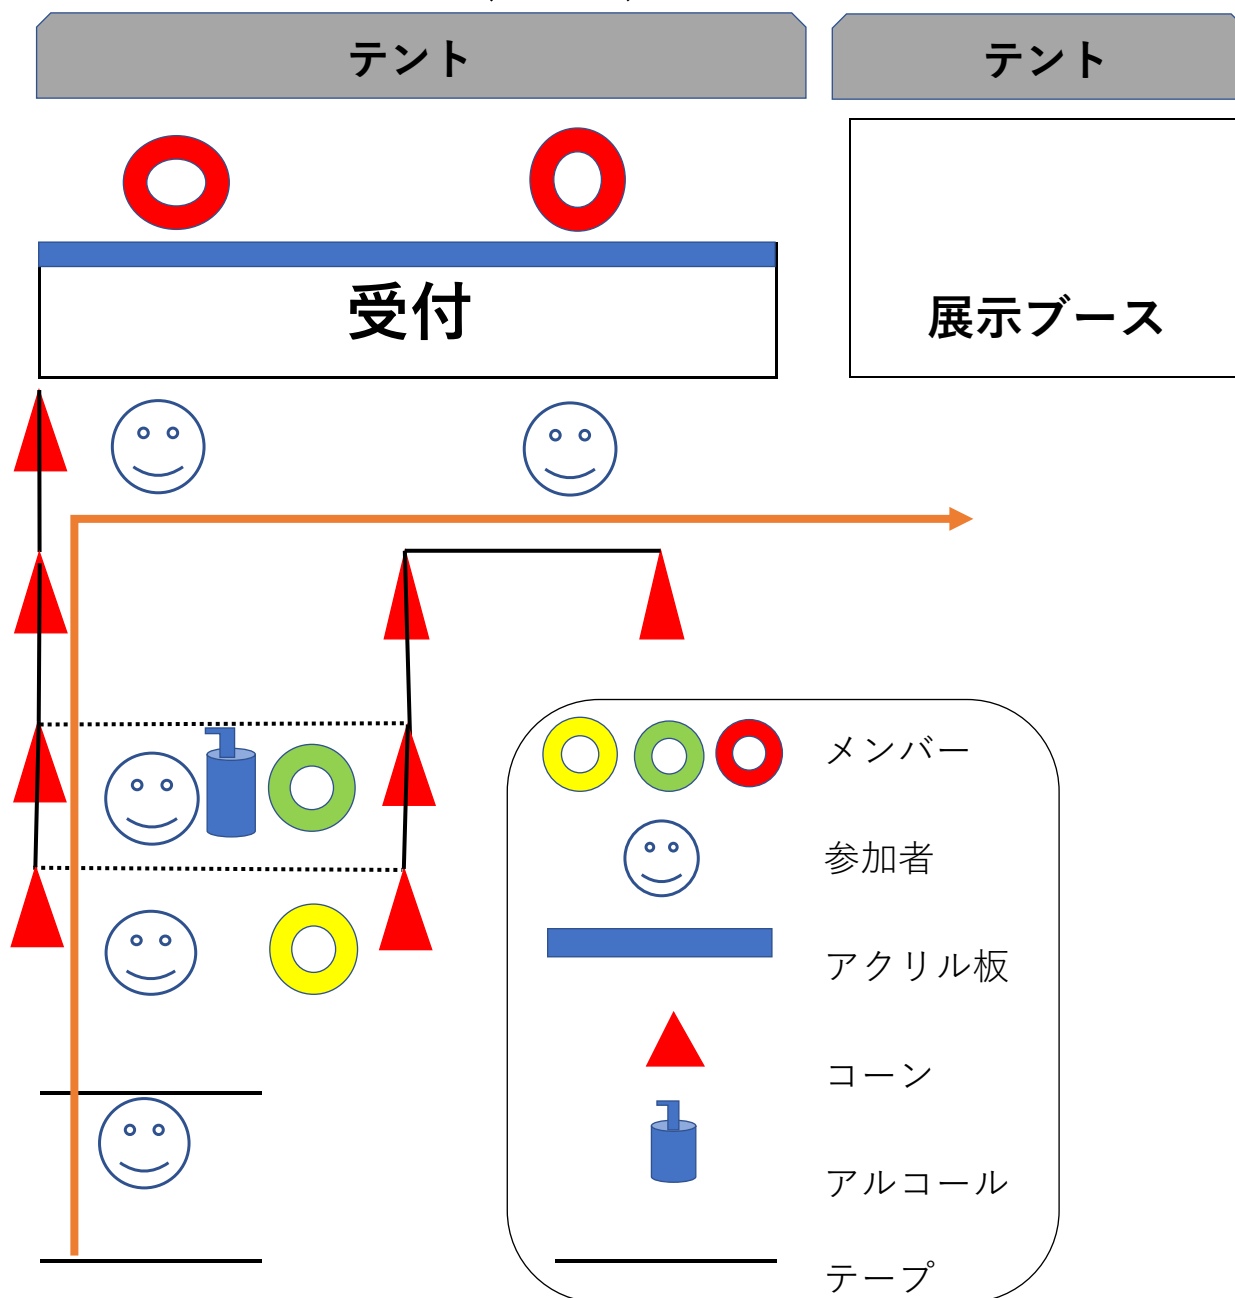 テント
テント
受付
展示ブース
メンバー
参加者
アクリル板
コーン
アルコール
テープ